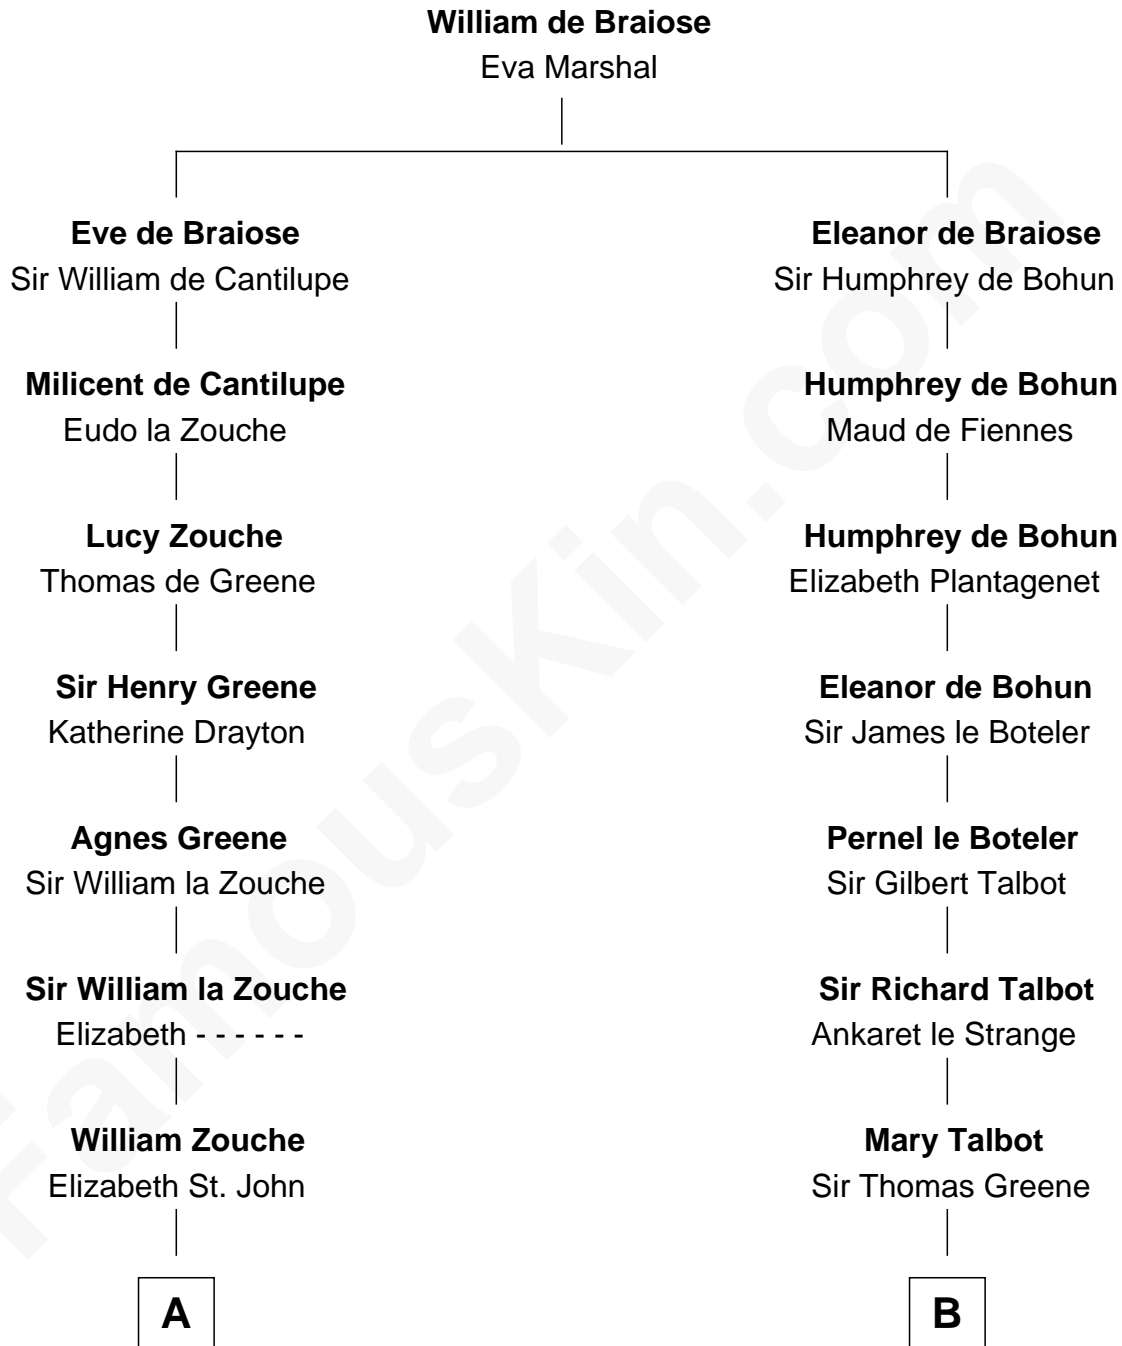 William de Braiose
Eva Marshal
Eve de Braiose
Sir William de Cantilupe
Eleanor de Braiose
Sir Humphrey de Bohun
Milicent de Cantilupe
Eudo la Zouche
Humphrey de Bohun
Maud de Fiennes
Lucy Zouche
Thomas de Greene
Humphrey de Bohun
Elizabeth Plantagenet
Sir Henry Greene
Katherine Drayton
Eleanor de Bohun
Sir James le Boteler
Agnes Greene
Sir William la Zouche
Pernel le Boteler
Sir Gilbert Talbot
Sir William la Zouche
Elizabeth - - - - - -
Sir Richard Talbot
Ankaret le Strange
William Zouche
Elizabeth St. John
Mary Talbot
Sir Thomas Greene
A
B
FamousKin.com